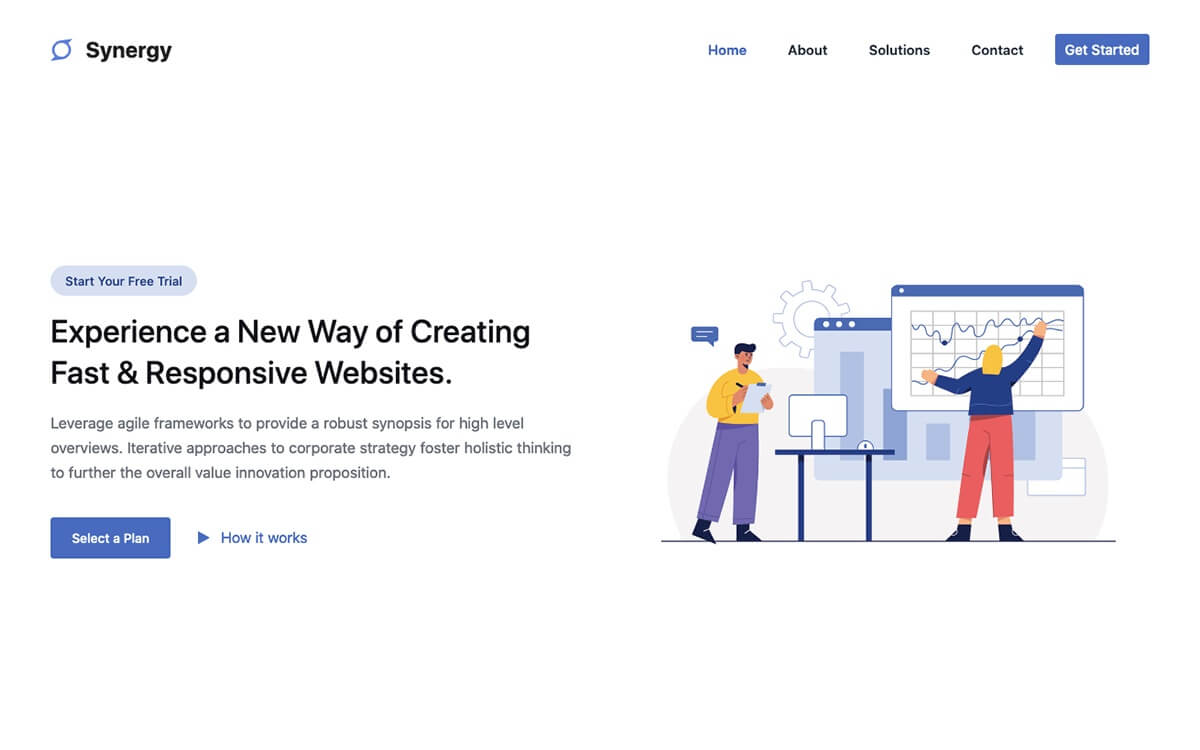 Synergy
Home
About
Solutions
Contact
Get Started
Start Your Free Trial
Experience a New Way of Creating
Fast & Responsive Websites.
Leverage agile frameworks to provide a robust synopsis for high level
overviews. Iterative approaches to corporate strategy foster holistic thinking
to further the overall value innovation proposition.
Select a Plan
How it works